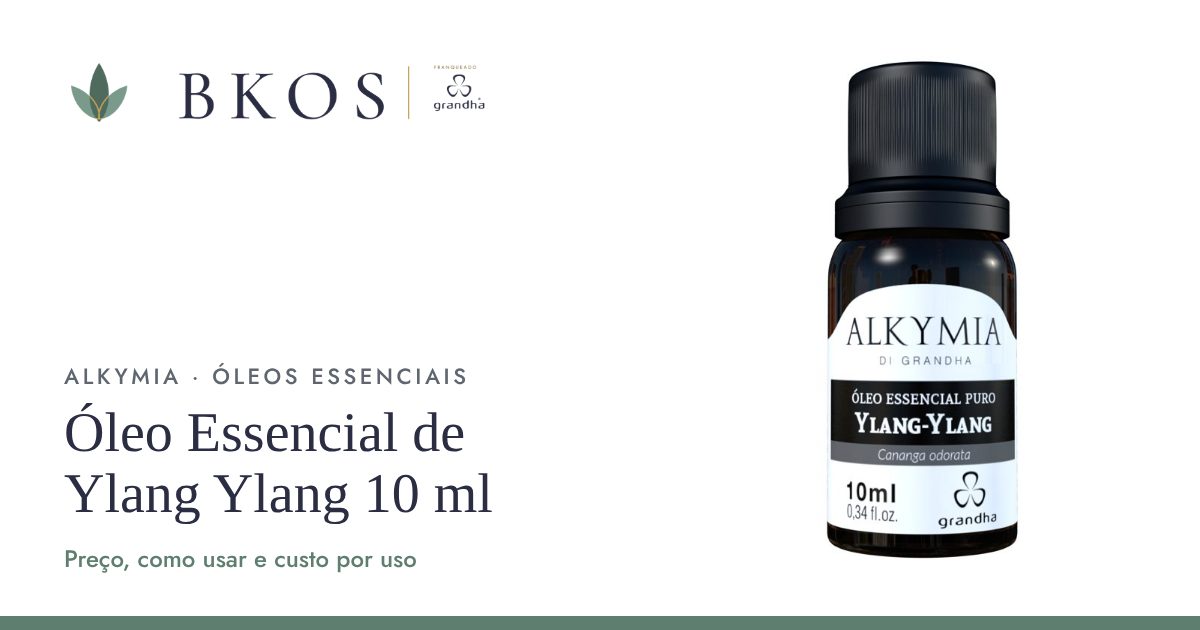 BKOS
FRANQUEADO
grandha
ALKYMIA · ÓLEOS ESSENCIAIS
Óleo Essencial de
Ylang Ylang 10 ml
Preço, como usar e custo por uso
ALKYMIA
DI GRANDHA
ÓLEO ESSENCIAL PURO
YLANG-YLANG
Cananga odorata
10ml
0,34 fl.oz.
grandha